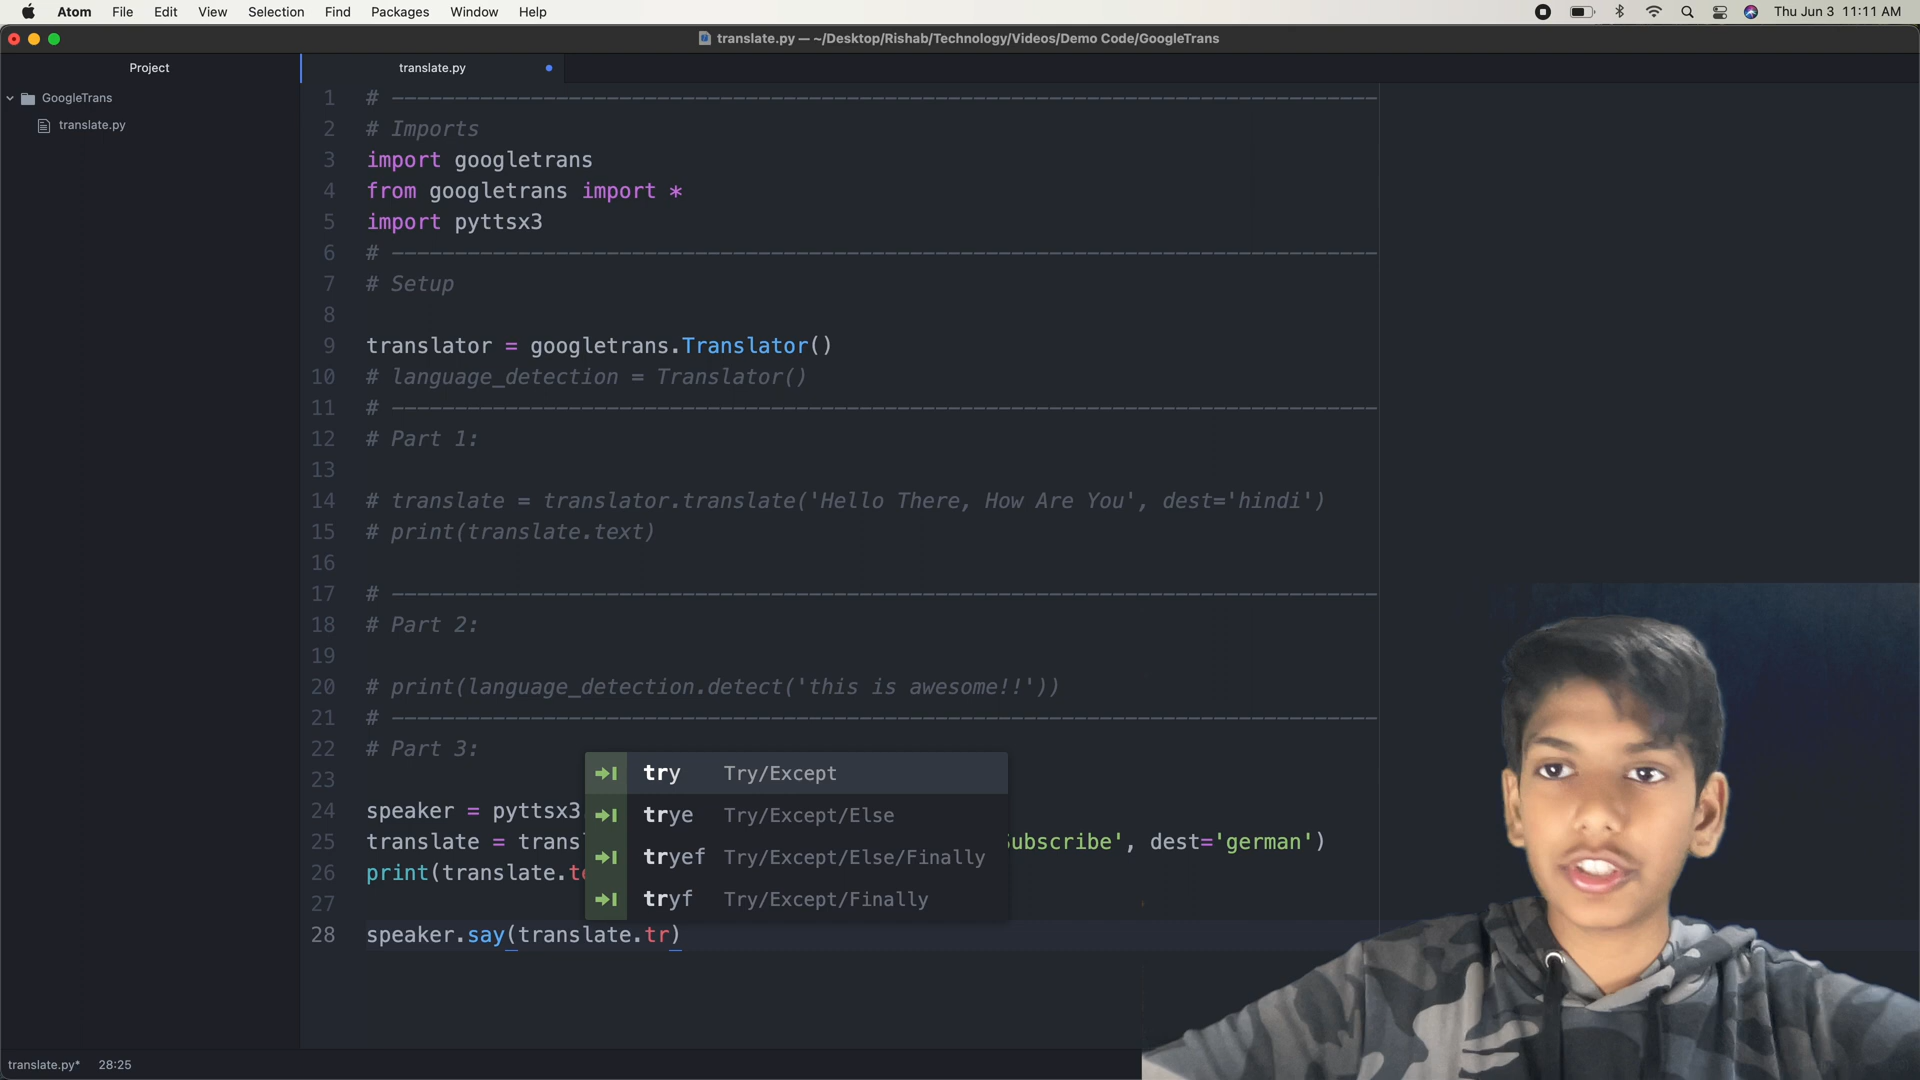 Atom File Edit View Selection Find Packages Window Help Thu Jun 3 11:11 AM
translate.py — ~/Desktop/Rishab/Technology/Videos/Demo Code/GoogleTrans
Project
translate.py
GoogleTrans
translate.py
1 # ------------------------------------------------------------------------------
2 # Imports
3 import googletrans
4 from googletrans import *
5 import pyttsx3
6 # ------------------------------------------------------------------------------
7 # Setup
8
9 translator = googletrans.Translator()
10 # language_detection = Translator()
11 # ------------------------------------------------------------------------------
12 # Part 1:
13
14 # translate = translator.translate('Hello There, How Are You', dest='hindi')
15 # print(translate.text)
16
17 # ------------------------------------------------------------------------------
18 # Part 2:
19
20 # print(language_detection.detect('this is awesome!!'))
21 # ------------------------------------------------------------------------------
22 # Part 3:
23
24 speaker = pyttsx3
25 translate = trans ubscribe', dest='german')
26 print(translate.te
27
28 speaker.say(translate.tr)
try Try/Except
trye Try/Except/Else
tryef Try/Except/Else/Finally
tryf Try/Except/Finally
translate.py* 28:25